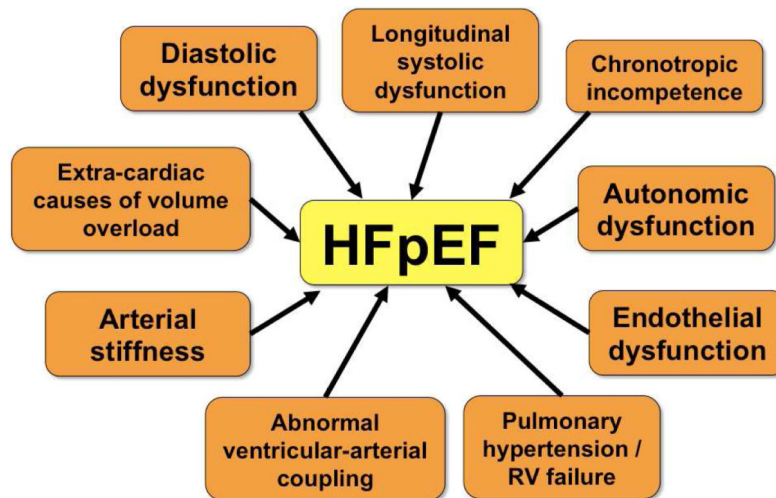 Diastolic
dysfunction
Longitudinal
systolic
dysfunction
Chronotropic
incompetence
Extra-cardiac
causes of volume
overload
HFpEF
Autonomic
dysfunction
Arterial
stiffness
Endothelial
dysfunction
Abnormal
ventricular-arterial
coupling
Pulmonary
hypertension /
RV failure